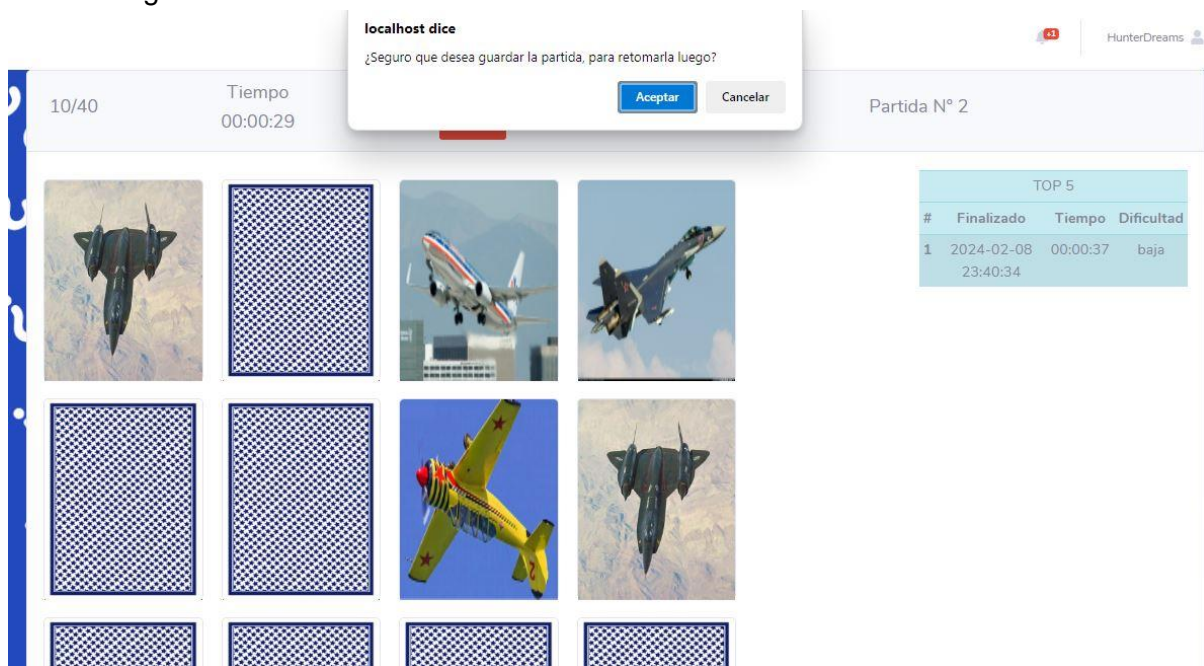 localhost dice
¿Seguro que desea guardar la partida, para retomarla luego?
Aceptar
Cancelar
+1
HunterDreams
10/40
Tiempo
00:00:29
Partida N° 2
TOP 5
# Finalizado Tiempo Dificultad
1 2024-02-08 00:00:37 baja
23:40:34